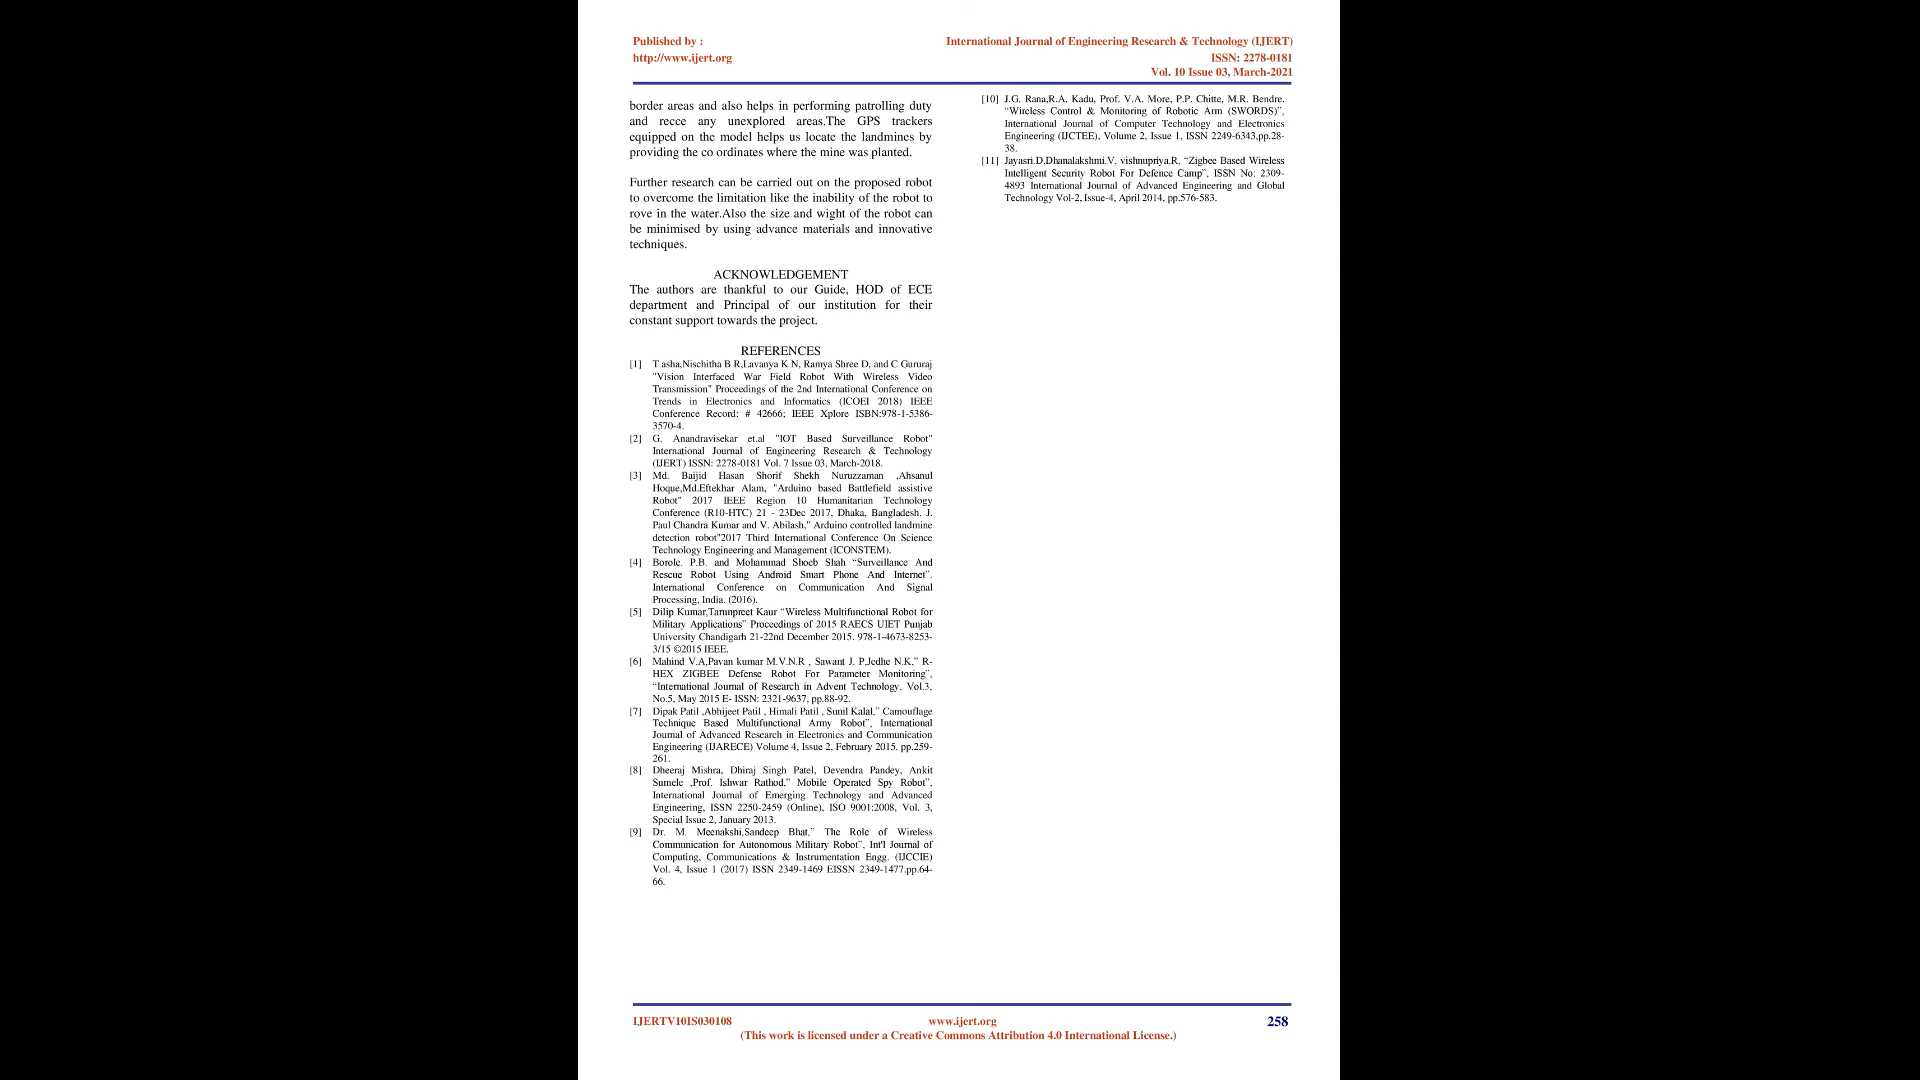 Published by :
http://www.ijert.org
International Journal of Engineering Research & Technology (IJERT)
ISSN: 2278-0181
Vol. 10 Issue 03, March-2021
border areas and also helps in performing patrolling duty
and recce any unexplored areas.The GPS trackers
equipped on the model helps us locate the landmines by
providing the co ordinates where the mine was planted.
Further research can be carried out on the proposed robot
to overcome the limitation like the inability of the robot to
rove in the water.Also the size and wight of the robot can
be minimised by using advance materials and innovative
techniques.
ACKNOWLEDGEMENT
The authors are thankful to our Guide, HOD of ECE
department and Principal of our institution for their
constant support towards the project.
REFERENCES
[1] T asha,Nischitha B R,Lavanya K N, Ramya Shree D, and C Gururaj
"Vision Interfaced War Field Robot With Wireless Video
Transmission" Proceedings of the 2nd International Conference on
Trends in Electronics and Informatics (ICOEI 2018) IEEE
Conference Record: # 42666; IEEE Xplore ISBN:978-1-5386-
3570-4.
[2] G. Anandravisekar et.al "IOT Based Surveillance Robot"
International Journal of Engineering Research & Technology
(IJERT) ISSN: 2278-0181 Vol. 7 Issue 03, March-2018.
[3] Md. Baijid Hasan Shorif Shekh Nuruzzaman ,Ahsanul
Hoque,Md.Eftekhar Alam, "Arduino based Battlefield assistive
Robot" 2017 IEEE Region 10 Humanitarian Technology
Conference (R10-HTC) 21 - 23Dec 2017, Dhaka, Bangladesh. J.
Paul Chandra Kumar and V. Abilash," Arduino controlled landmine
detection robot"2017 Third International Conference On Science
Technology Engineering and Management (ICONSTEM).
[4] Borole. P.B. and Mohammad Shoeb Shah “Surveillance And
Rescue Robot Using Android Smart Phone And Internet”.
International Conference on Communication And Signal
Processing, India. (2016).
[5] Dilip Kumar,Tarunpreet Kaur “Wireless Multifunctional Robot for
Military Applications” Proceedings of 2015 RAECS UIET Punjab
University Chandigarh 21-22nd December 2015. 978-1-4673-8253-
3/15 ©2015 IEEE.
[6] Mahind V.A,Pavan kumar M.V.N.R , Sawant J. P,Jedhe N.K,” R-
HEX ZIGBEE Defense Robot For Parameter Monitoring”,
“International Journal of Research in Advent Technology, Vol.3,
No.5, May 2015 E- ISSN: 2321-9637, pp.88-92.
[7] Dipak Patil ,Abhijeet Patil , Himali Patil , Sunil Kalal,” Camouflage
Technique Based Multifunctional Army Robot”, International
Journal of Advanced Research in Electronics and Communication
Engineering (IJARECE) Volume 4, Issue 2, February 2015. pp.259-
261.
[8] Dheeraj Mishra, Dhiraj Singh Patel, Devendra Pandey, Ankit
Sumele ,Prof. Ishwar Rathod,” Mobile Operated Spy Robot”,
International Journal of Emerging Technology and Advanced
Engineering, ISSN 2250-2459 (Online), ISO 9001:2008, Vol. 3,
Special Issue 2, January 2013.
[9] Dr. M. Meenakshi,Sandeep Bhat,” The Role of Wireless
Communication for Autonomous Military Robot”, Int'l Journal of
Computing, Communications & Instrumentation Engg. (IJCCIE)
Vol. 4, Issue 1 (2017) ISSN 2349-1469 EISSN 2349-1477.pp.64-
66.
[10] J.G. Rana,R.A. Kadu, Prof. V.A. More, P.P. Chitte, M.R. Bendre.
“Wireless Control & Monitoring of Robotic Arm (SWORDS)”,
International Journal of Computer Technology and Electronics
Engineering (IJCTEE), Volume 2, Issue 1, ISSN 2249-6343,pp.28-
38.
[11] Jayasri.D,Dhanalakshmi.V, vishnupriya.R, “Zigbee Based Wireless
Intelligent Security Robot For Defence Camp”, ISSN No: 2309-
4893 International Journal of Advanced Engineering and Global
Technology Vol-2, Issue-4, April 2014, pp.576-583.
IJERTV10IS030108
www.ijert.org
258
(This work is licensed under a Creative Commons Attribution 4.0 International License.)